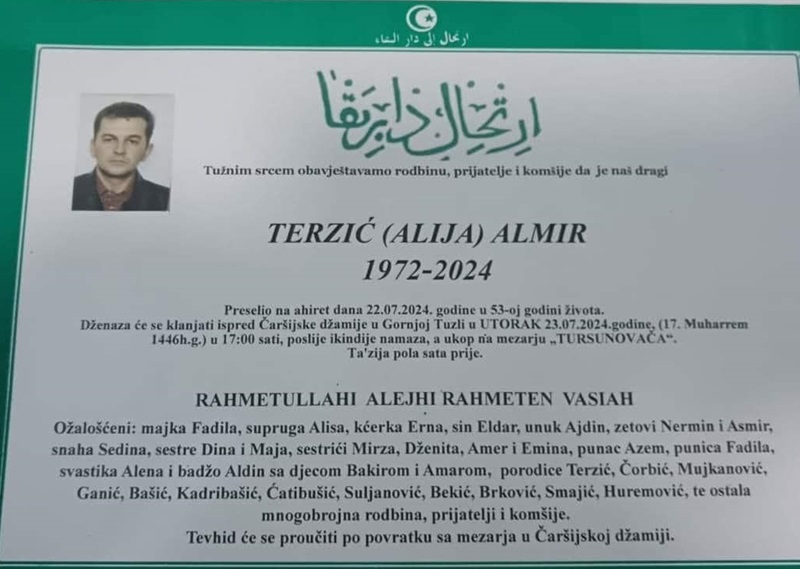 ارتحال إلى دار البقاء
ارتحال دار بقا
Tužnim srcem obavještavamo rodbinu, prijatelje i komšije da je naš dragi
TERZIĆ (ALIJA) ALMIR
1972-2024
Preselio na ahiret dana 22.07.2024. godine u 53-oj godini života.
Dženaza će se klanjati ispred Čaršijske džamije u Gornjoj Tuzli u UTORAK 23.07.2024.godine, (17. Muharrem
1446h.g.) u 17:00 sati, poslije ikindije namaza, a ukop na mezarju „TURSUNOVAČA“.
Ta'zija pola sata prije.
RAHMETULLAHI ALEJHI RAHMETEN VASIAH
Ožalošćeni: majka Fadila, supruga Alisa, kćerka Erna, sin Eldar, unuk Ajdin, zetovi Nermin i Asmir,
snaha Sedina, sestre Dina i Maja, sestrići Mirza, Dženita, Amer i Emina, punac Azem, punica Fadila,
svastika Alena i badžo Aldin sa djecom Bakirom i Amarom, porodice Terzić, Čorbić, Mujkanović,
Ganić, Bašić, Kadribašić, Ćatibušić, Suljanović, Bekić, Brković, Smajić, Huremović, te ostala
mnogobrojna rodbina, prijatelji i komšije.
Tevhid će se proučiti po povratku sa mezarja u Čaršijskoj džamiji.